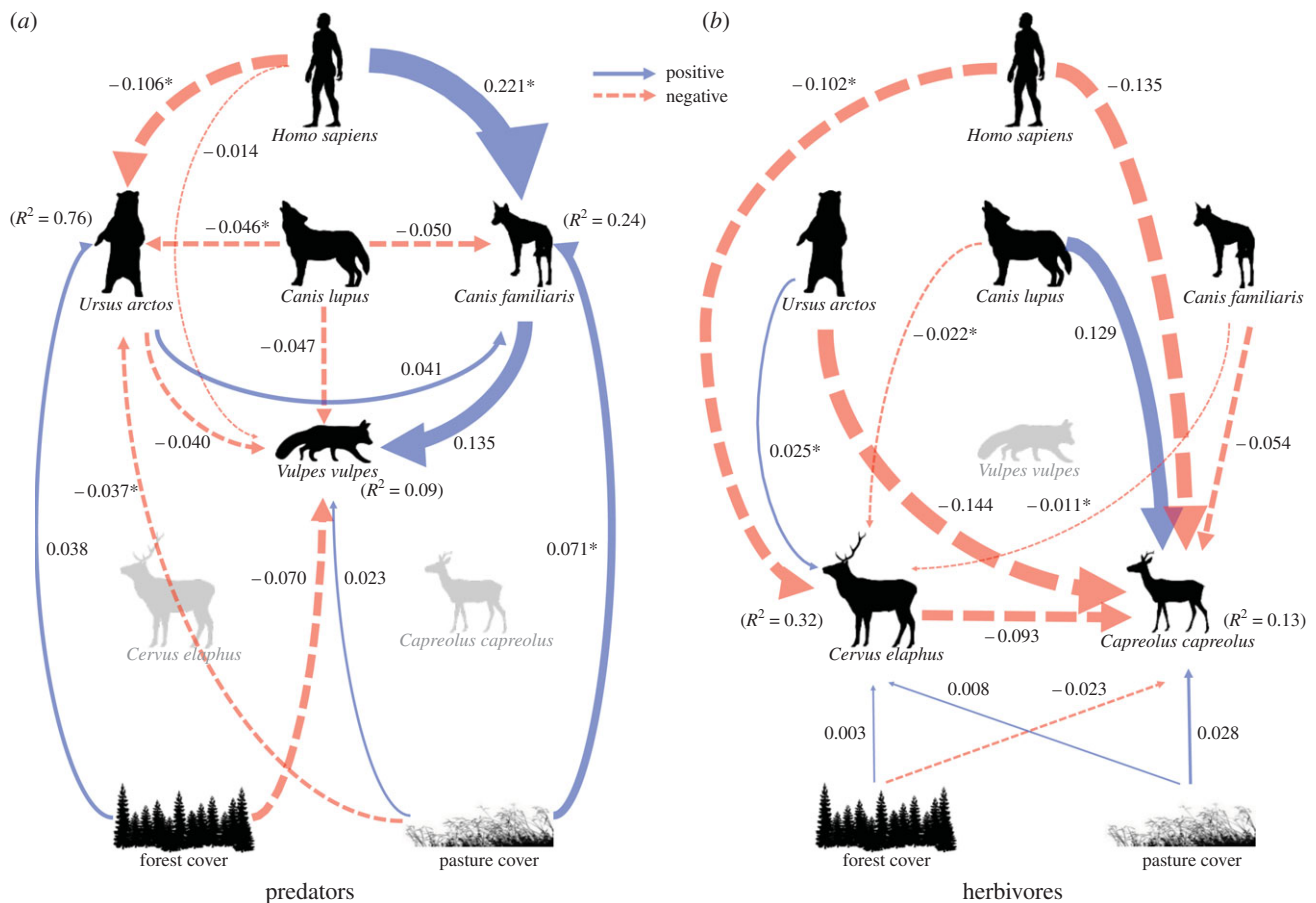 (a)
−0.106*
0.221*
Homo sapiens
−0.014
(R² = 0.76)
−0.046*
−0.050
(R² = 0.24)
Ursus arctos
Canis lupus
Canis familiaris
−0.047
0.041
−0.040
0.135
Vulpes vulpes
(R² = 0.09)
−0.037*
0.038
−0.070
0.023
0.071*
Cervus elaphus
Capreolus capreolus
forest cover
pasture cover
predators
positive
negative
(b)
−0.102*
−0.135
Homo sapiens
Ursus arctos
Canis lupus
Canis familiaris
−0.022*
0.129
0.025*
−0.054
Vulpes vulpes
−0.144
−0.011*
(R² = 0.32)
(R² = 0.13)
−0.093
Cervus elaphus
Capreolus capreolus
0.008
−0.023
0.003
0.028
forest cover
pasture cover
herbivores